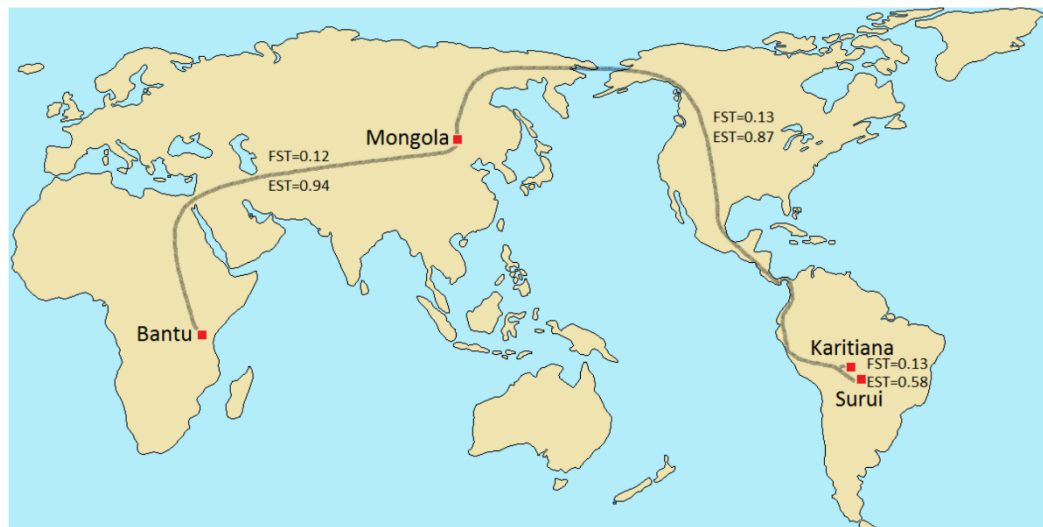 FST=0.13
EST=0.87
Mongola
FST=0.12
EST=0.94
Bantu
Karitiana
FST=0.13
EST=0.58
Surui